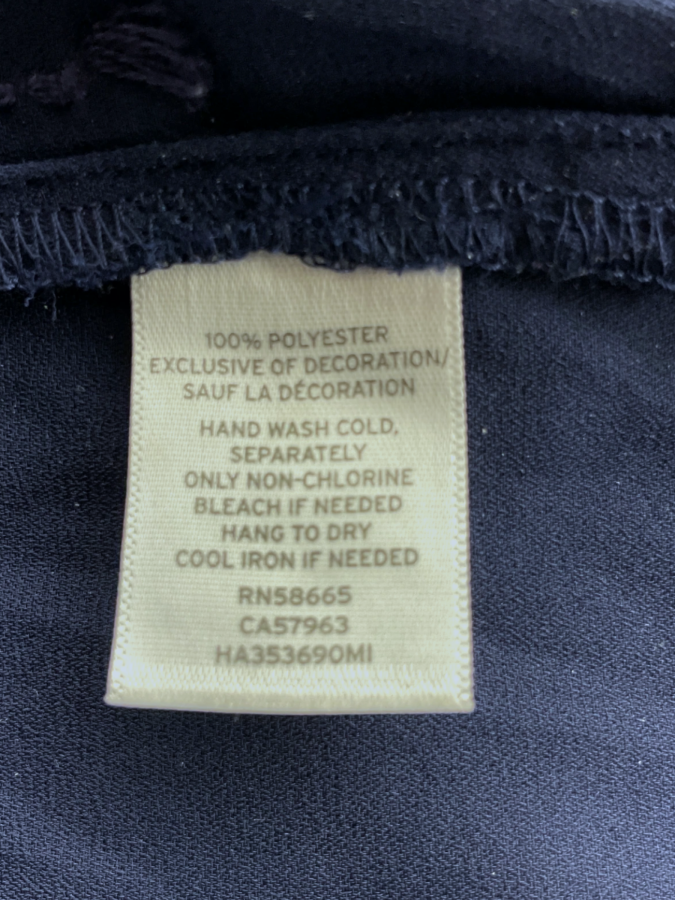 100% POLYESTER
EXCLUSIVE OF DECORATION/
SAUF LA DÉCORATION
HAND WASH COLD,
SEPARATELY
ONLY NON-CHLORINE
BLEACH IF NEEDED
HANG TO DRY
COOL IRON IF NEEDED
RN58665
CA57963
HA353690MI